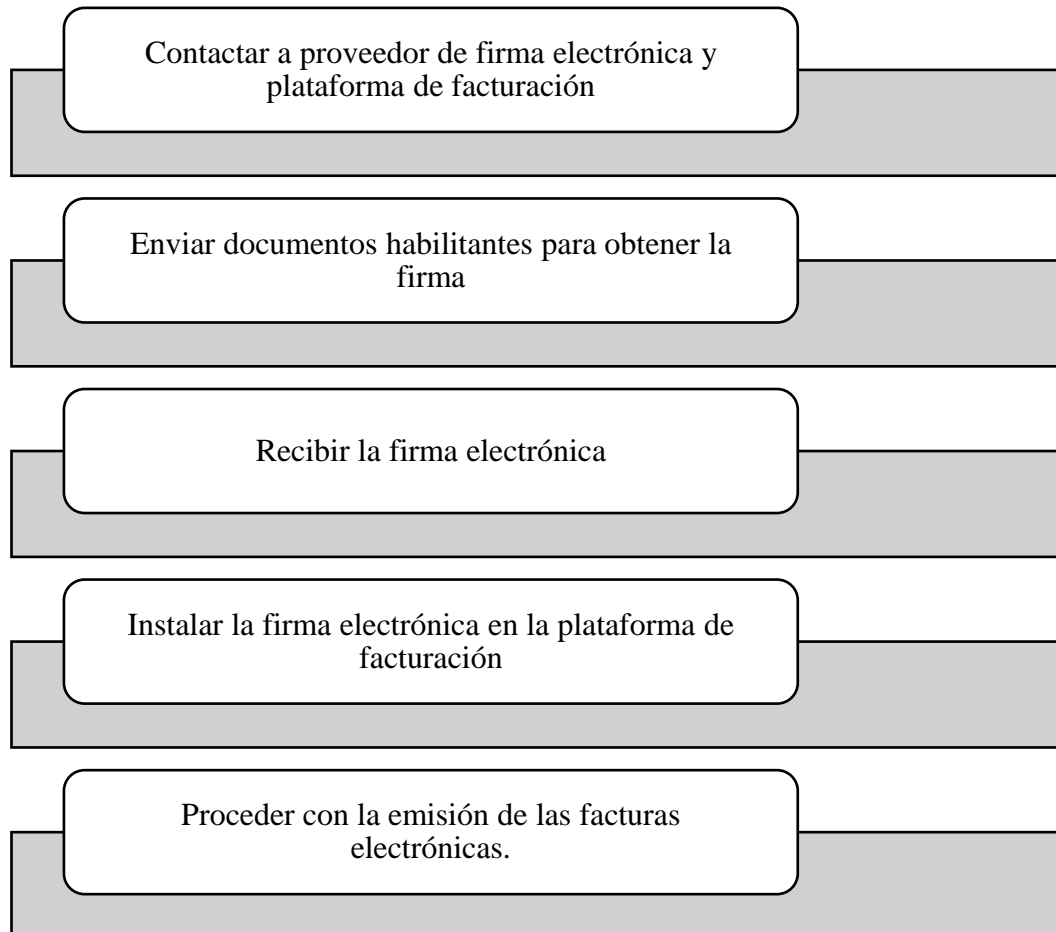 Contactar a proveedor de firma electrónica y
plataforma de facturación
Enviar documentos habilitantes para obtener la
firma
Recibir la firma electrónica
Instalar la firma electrónica en la plataforma de
facturación
Proceder con la emisión de las facturas
electrónicas.